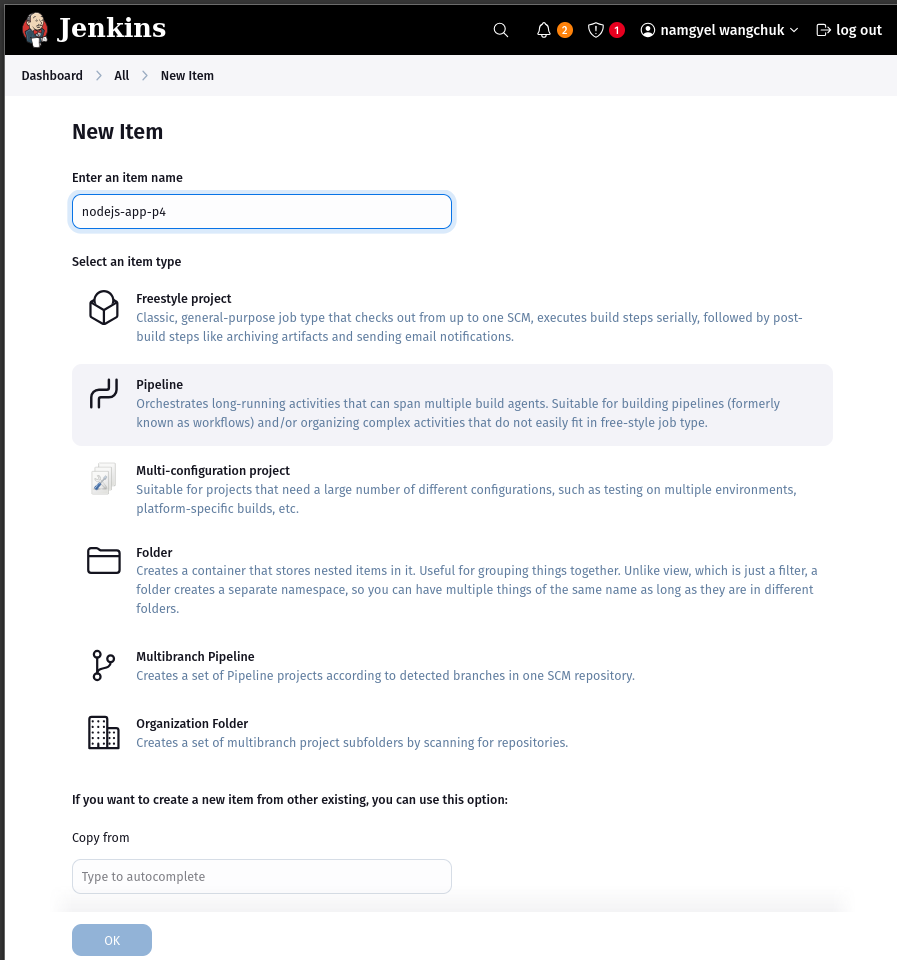 Jenkins
2
1
namgyel wangchuk
log out
Dashboard
All
New Item
New Item
Enter an item name
nodejs-app-p4
Select an item type
Freestyle project
Classic, general-purpose job type that checks out from up to one SCM, executes build steps serially, followed by post-
build steps like archiving artifacts and sending email notifications.
Pipeline
Orchestrates long-running activities that can span multiple build agents. Suitable for building pipelines (formerly
known as workflows) and/or organizing complex activities that do not easily fit in free-style job type.
Multi-configuration project
Suitable for projects that need a large number of different configurations, such as testing on multiple environments,
platform-specific builds, etc.
Folder
Creates a container that stores nested items in it. Useful for grouping things together. Unlike view, which is just a filter, a
folder creates a separate namespace, so you can have multiple things of the same name as long as they are in different
folders.
Multibranch Pipeline
Creates a set of Pipeline projects according to detected branches in one SCM repository.
Organization Folder
Creates a set of multibranch project subfolders by scanning for repositories.
If you want to create a new item from other existing, you can use this option:
Copy from
Type to autocomplete
OK